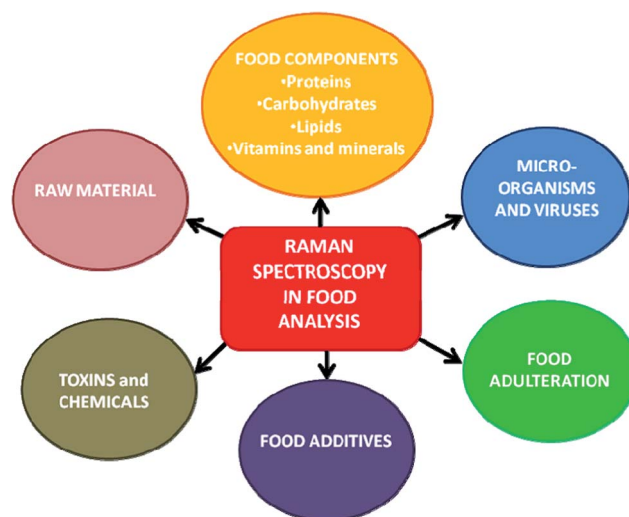 FOOD COMPONENTS
•Proteins
•Carbohydrates
•Lipids
•Vitamins and minerals
RAW MATERIAL
MICRO-
ORGANISMS
AND VIRUSES
RAMAN
SPECTROSCOPY
IN FOOD
ANALYSIS
TOXINS and
CHEMICALS
FOOD
ADULTERATION
FOOD ADDITIVES